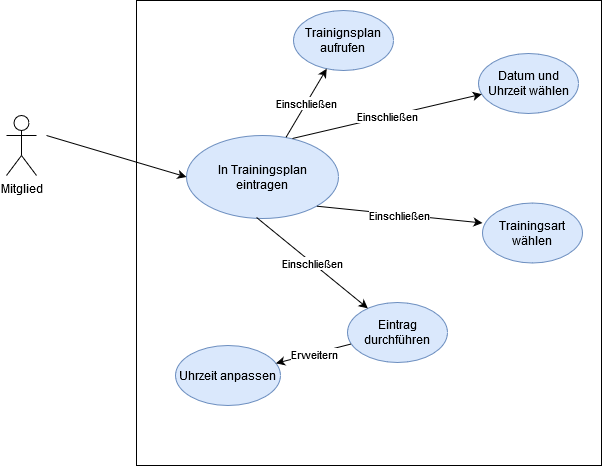 Trainignsplan
aufrufen
Datum und
Uhrzeit wählen
Einschließen
Einschließen
In Trainingsplan
eintragen
Mitglied
Einschließen
Trainingsart
wählen
Einschließen
Eintrag
durchführen
Erweitern
Uhrzeit anpassen